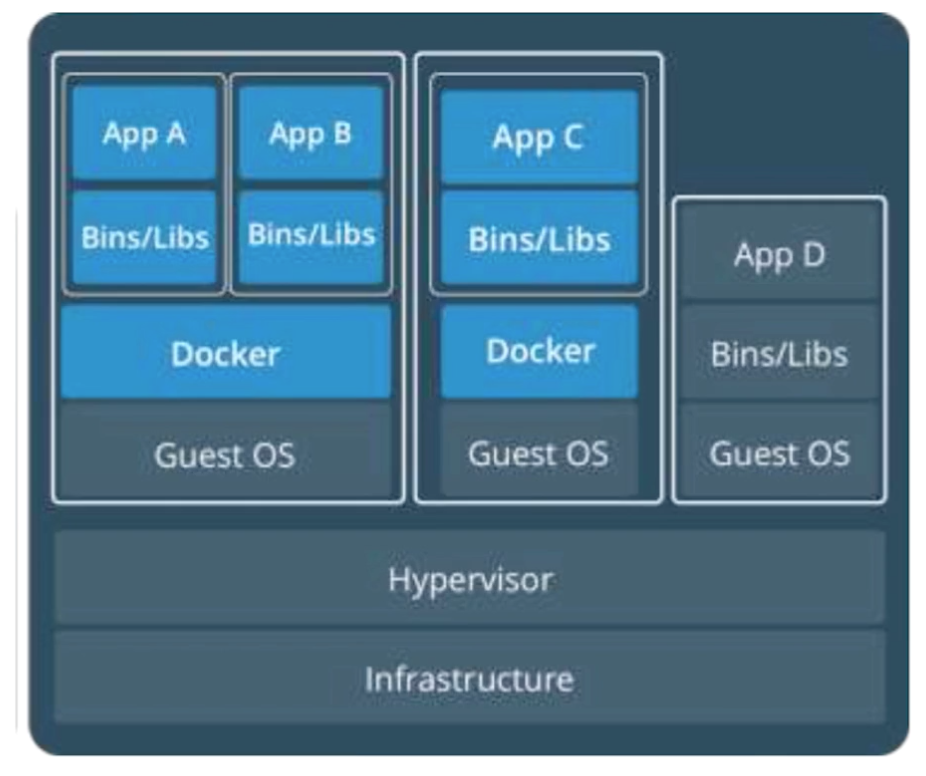 App A
App B
Bins/Libs
Bins/Libs
Docker
Guest OS
App C
Bins/Libs
Docker
Guest OS
App D
Bins/Libs
Guest OS
Hypervisor
Infrastructure